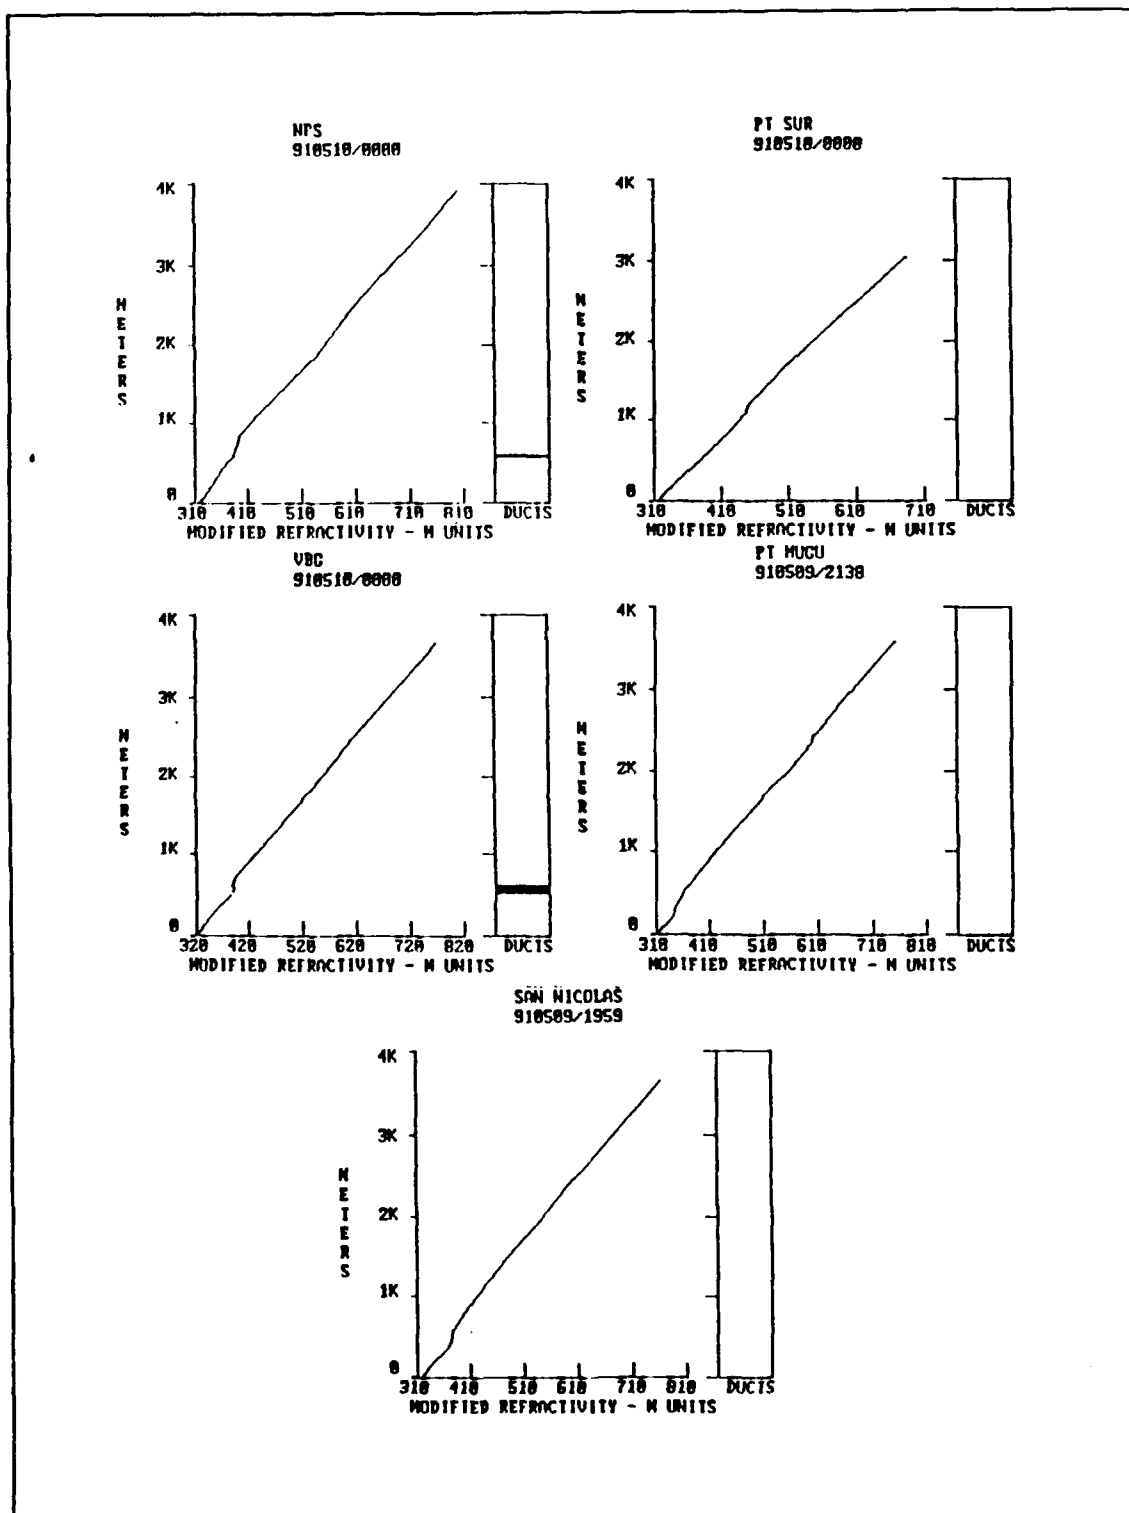 NPS
910510/0000
4K
3K
2K
1K
0
METERS
310 410 510 610 710 810 DUCTS
MODIFIED REFRACTIVITY - M UNITS
PT SUR
910510/0000
4K
3K
2K
1K
0
METERS
310 410 510 610 710 DUCTS
MODIFIED REFRACTIVITY - M UNITS
VBG
910510/0000
4K
3K
2K
1K
0
METERS
320 420 520 620 720 820 DUCTS
MODIFIED REFRACTIVITY - M UNITS
PT MUGU
910509/2130
4K
3K
2K
1K
0
METERS
310 410 510 610 710 810 DUCTS
MODIFIED REFRACTIVITY - M UNITS
SAN NICOLAS
910509/1959
4K
3K
2K
1K
0
METERS
310 410 510 610 710 810 DUCTS
MODIFIED REFRACTIVITY - M UNITS